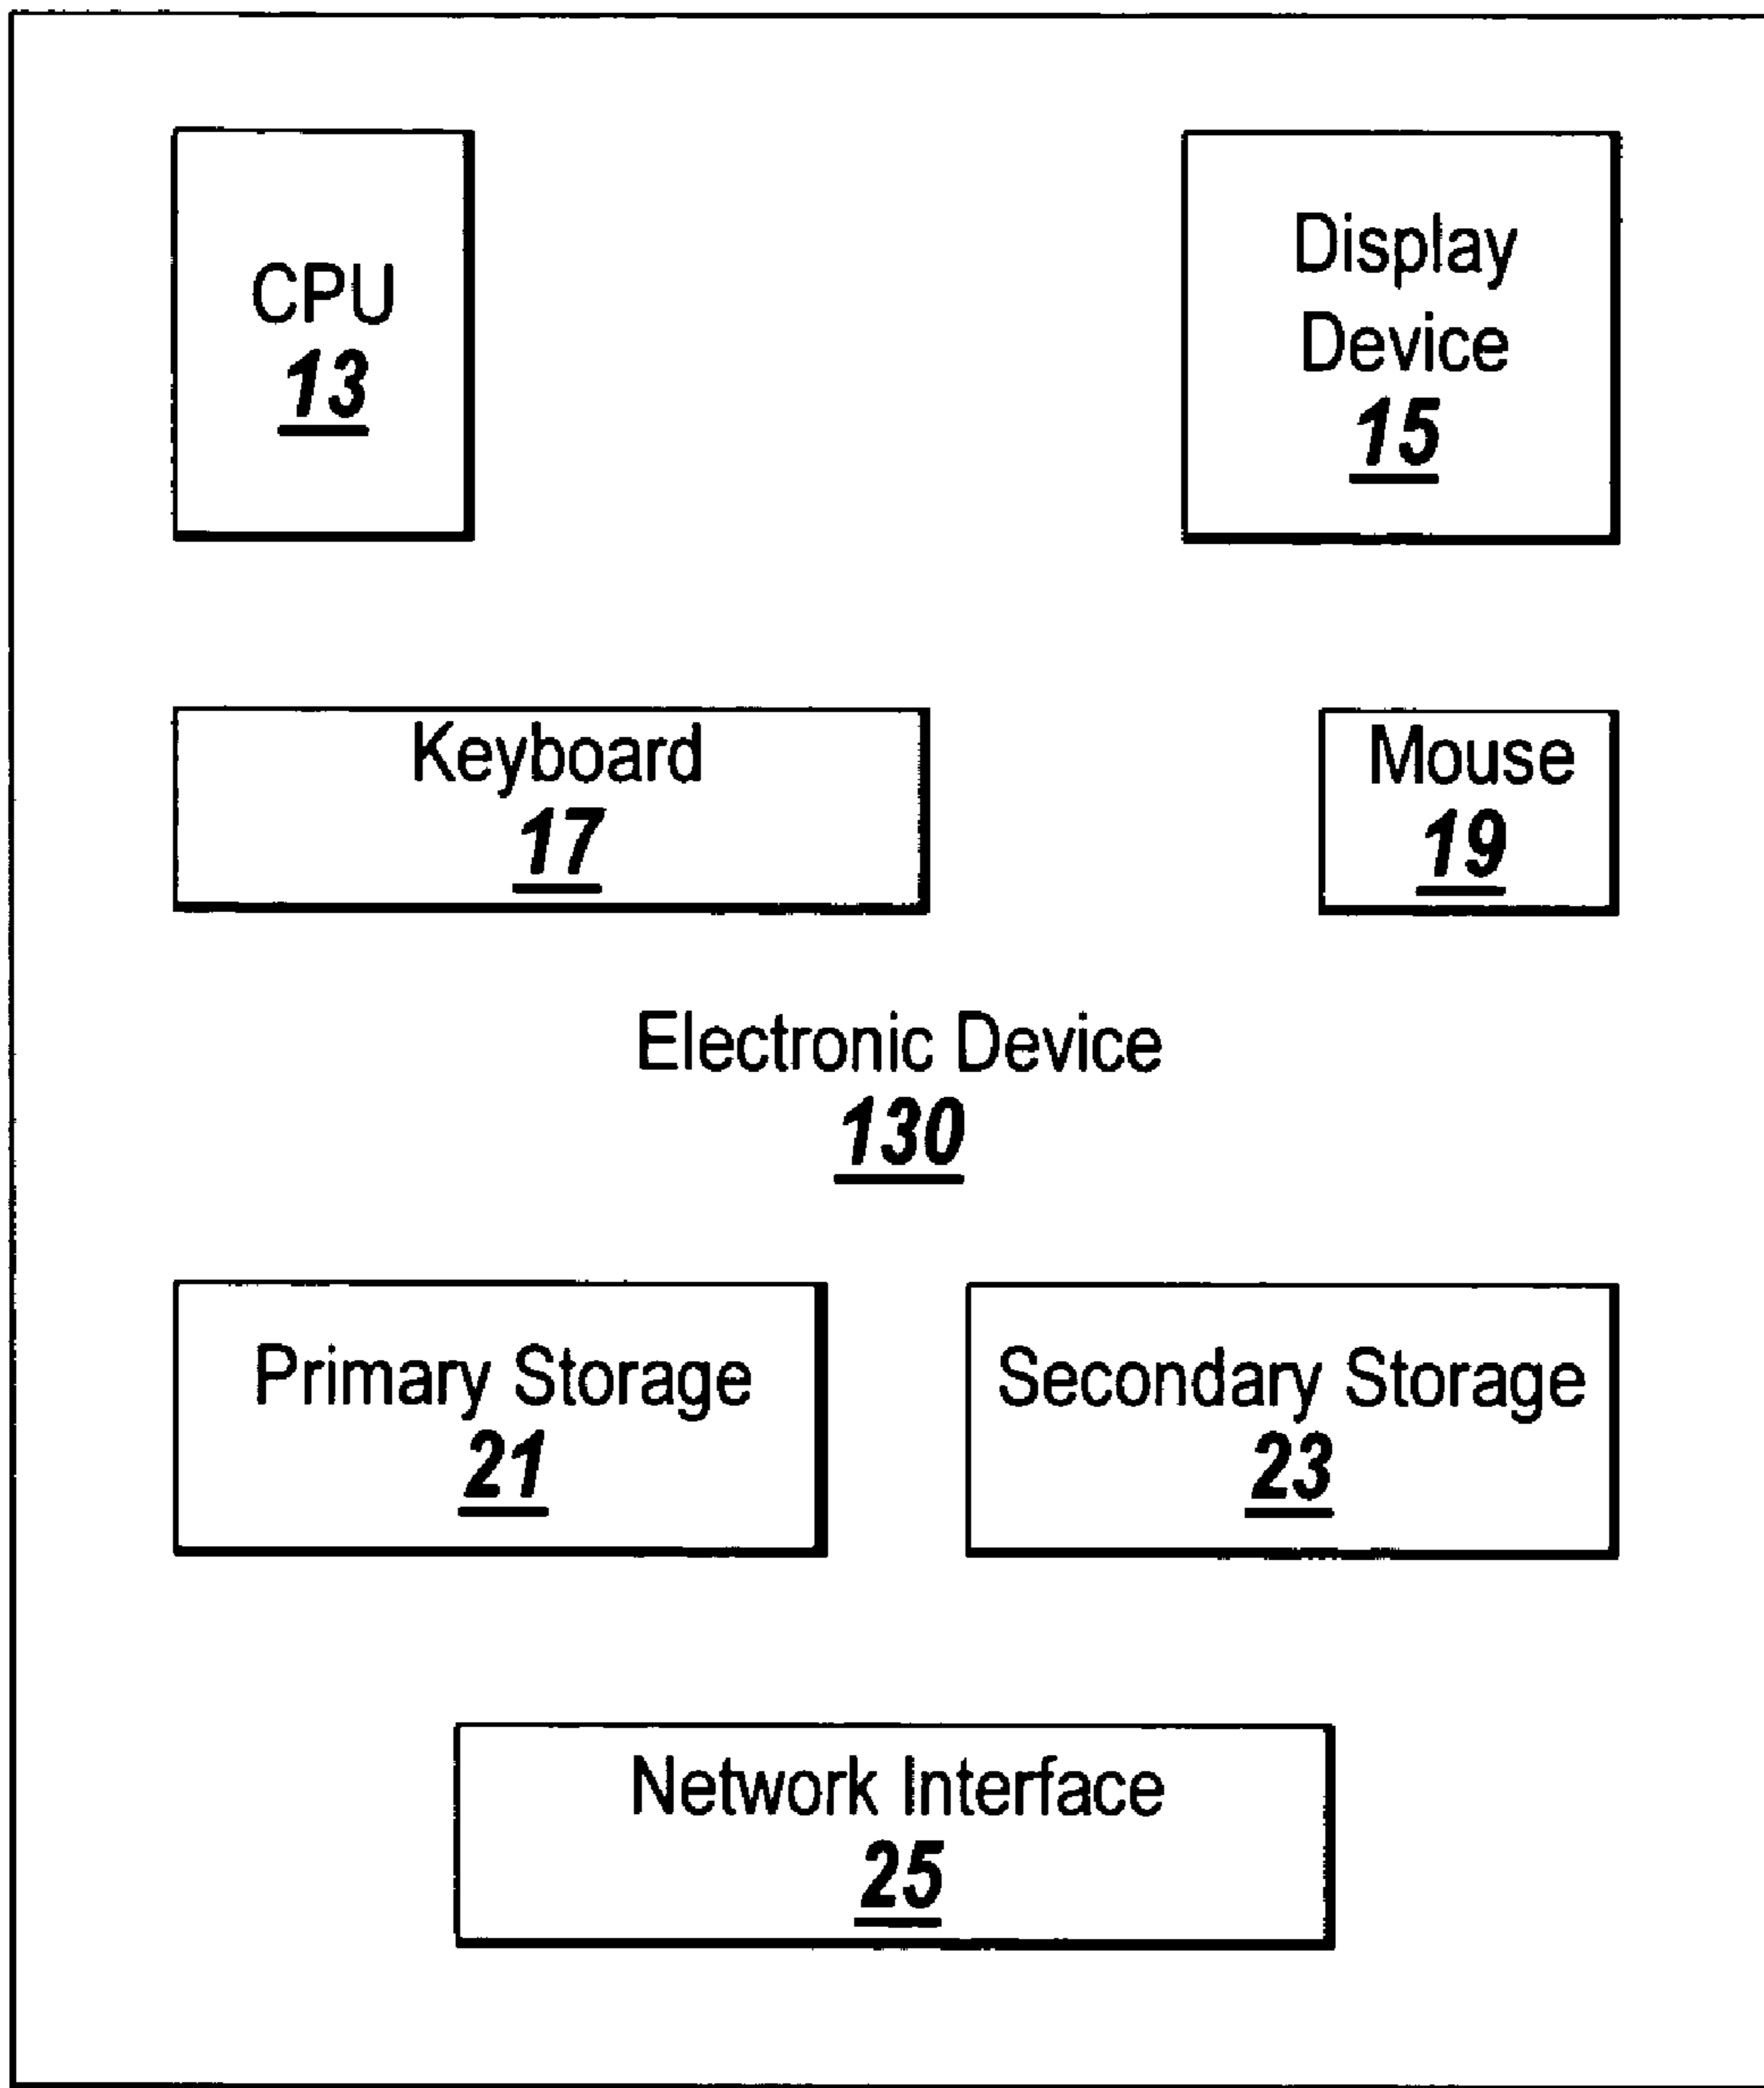 CPU
13
Display
Device
15
Keyboard
17
Mouse
19
Electronic Device
130
Primary Storage
21
Secondary Storage
23
Network Interface
25